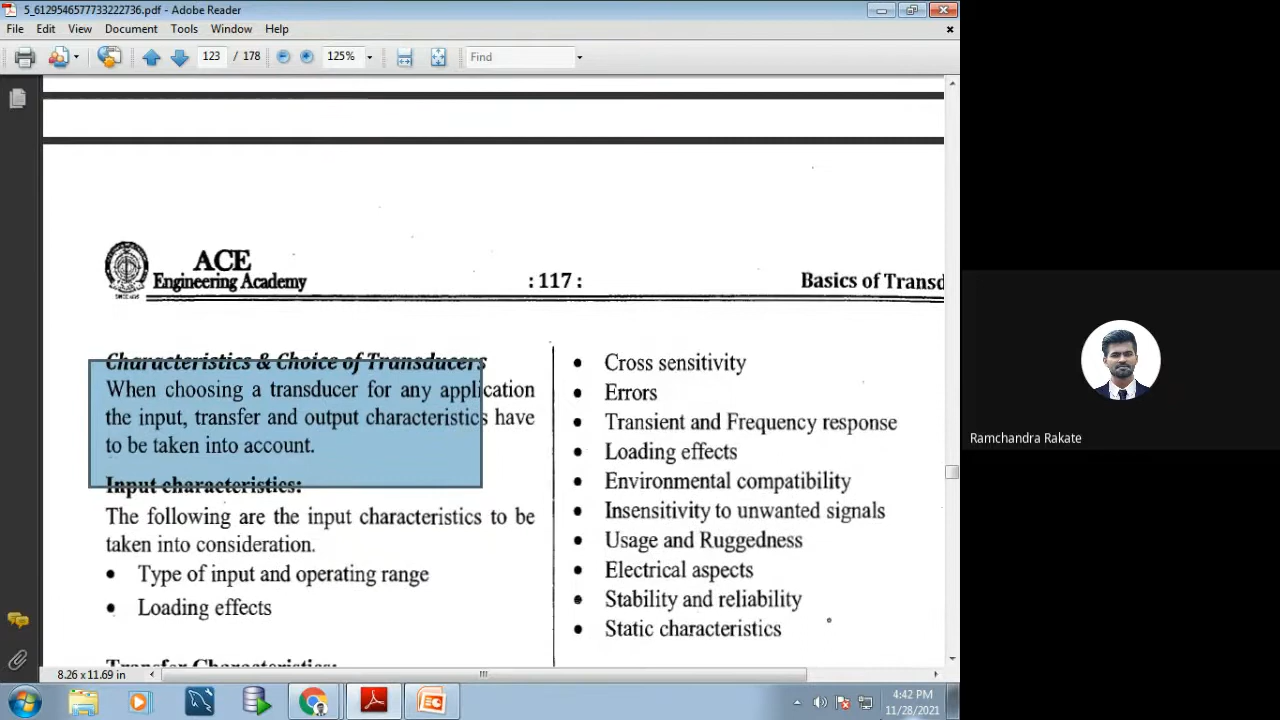 5_6129546577733222736.pdf - Adobe Reader
File Edit View Document Tools Window Help
123 / 178 125% Find
ACE
Engineering Academy
: 117 :
Basics of Transd
Characteristics & Choice of Transducers
When choosing a transducer for any application
the input, transfer and output characteristics have
to be taken into account.
Input characteristics:
The following are the input characteristics to be
taken into consideration.
• Type of input and operating range
• Loading effects
Transfer Characteristics:
• Cross sensitivity
• Errors
• Transient and Frequency response
• Loading effects
• Environmental compatibility
• Insensitivity to unwanted signals
• Usage and Ruggedness
• Electrical aspects
• Stability and reliability
• Static characteristics
8.26 x 11.69 in
4:42 PM
11/28/2021
Ramchandra Rakate